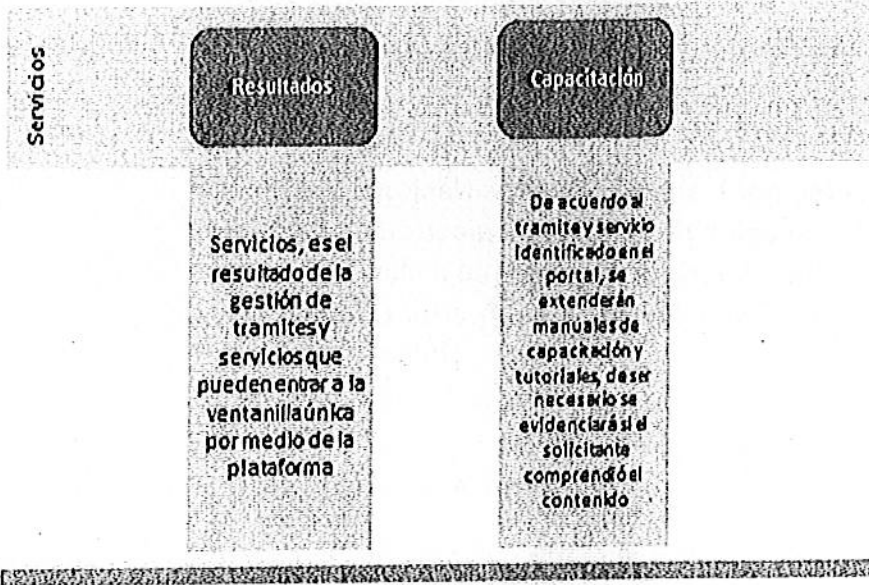 Servicios
Resultados
Servicios, es el
resultado de la
gestión de
tramites y
servicios que
pueden entrar a la
ventanilla única
por medio de la
plataforma
Capacitación
De acuerdo al
tramite y servicio
identificado en el
portal, se
extenderán
manuales de
capacitación y
tutoriales, de ser
necesario se
evidenciará si el
solicitante
comprendió el
contenido